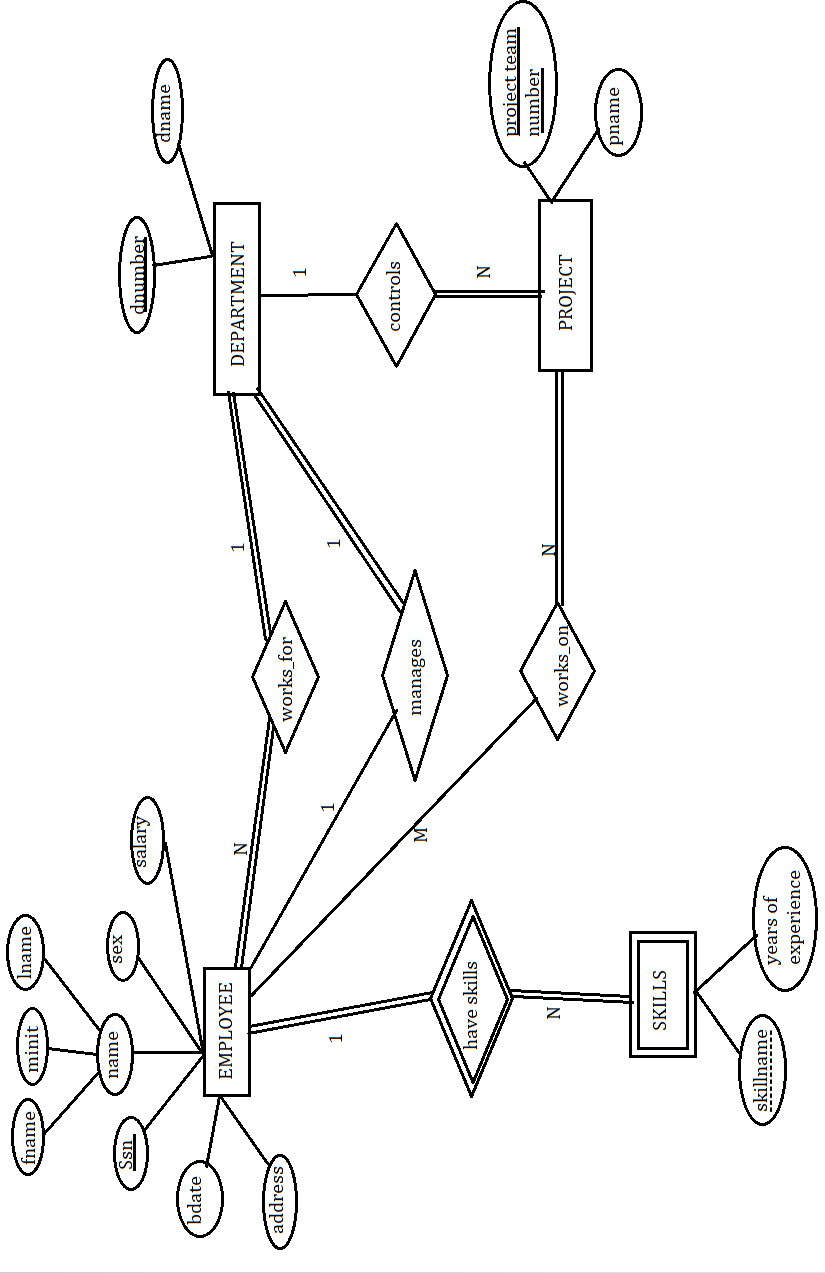 fname
minit
lname
name
Ssn
sex
salary
bdate
address
EMPLOYEE
N
works_for
1
dnumber
dname
DEPARTMENT
1
manages
1
1
controls
N
M
works_on
N
PROJECT
project team
number
pname
1
have skills
N
SKILLS
skillname
years of
experience